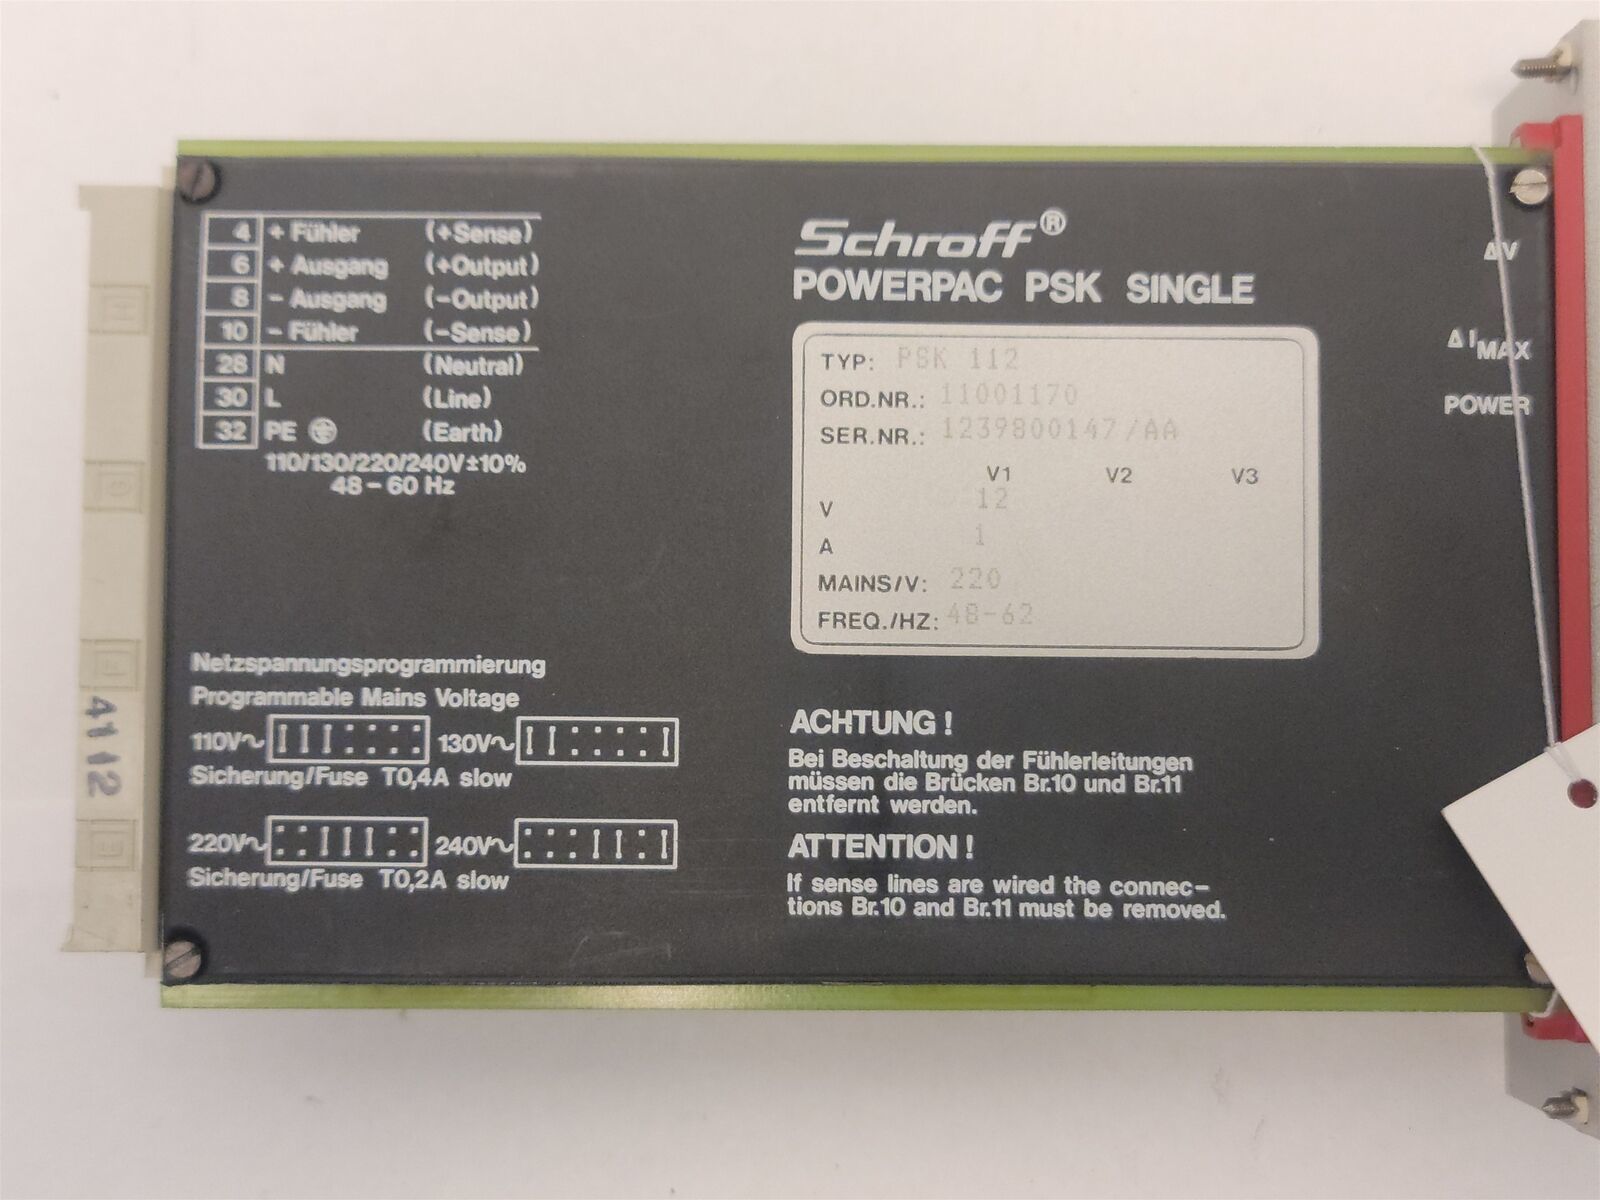 4 + Fühler (+Sense)
6 + Ausgang (+Output)
8 - Ausgang (-Output)
10 - Fühler (-Sense)
28 N (Neutral)
30 L (Line)
32 PE (Earth)
110/130/220/240V±10%
48-60 Hz
Netzspannungsprogrammierung
Programmable Mains Voltage
110V~ 130V~
Sicherung/Fuse T0,4A slow
220V~ 240V~
Sicherung/Fuse T0,2A slow
41 12
Schroff®
POWERPAC PSK SINGLE
TYP: PSK 112
ORD.NR.: 11001170
SER.NR.: 1239800147/AA
V1 V2 V3
V 12
A 1
MAINS/V: 220
FREQ./HZ: 48-62
ACHTUNG!
Bei Beschaltung der Fühlerleitungen
müssen die Brücken Br.10 und Br.11
entfernt werden.
ATTENTION!
If sense lines are wired the connec-
tions Br.10 and Br.11 must be removed.
ΔV
ΔIMAX
POWER